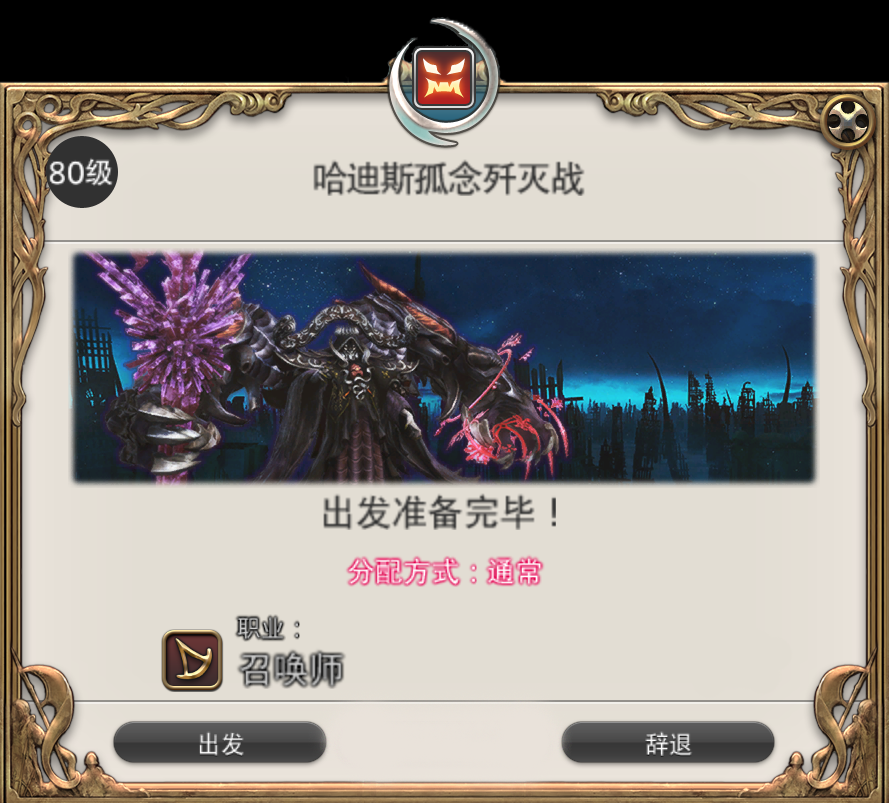 80级
哈迪斯孤念歼灭战
出发准备完毕！
分配方式：通常
职业：
召唤师
出发
辞退